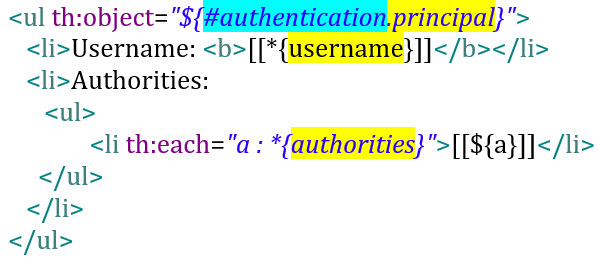 <ul th:object="${#authentication.principal}">
<li>Username: <b>[[*{username}]]</b></li>
<li>Authorities:
<ul>
<li th:each="a : *{authorities}">[[${a}]]</li>
</ul>
</li>
</ul>